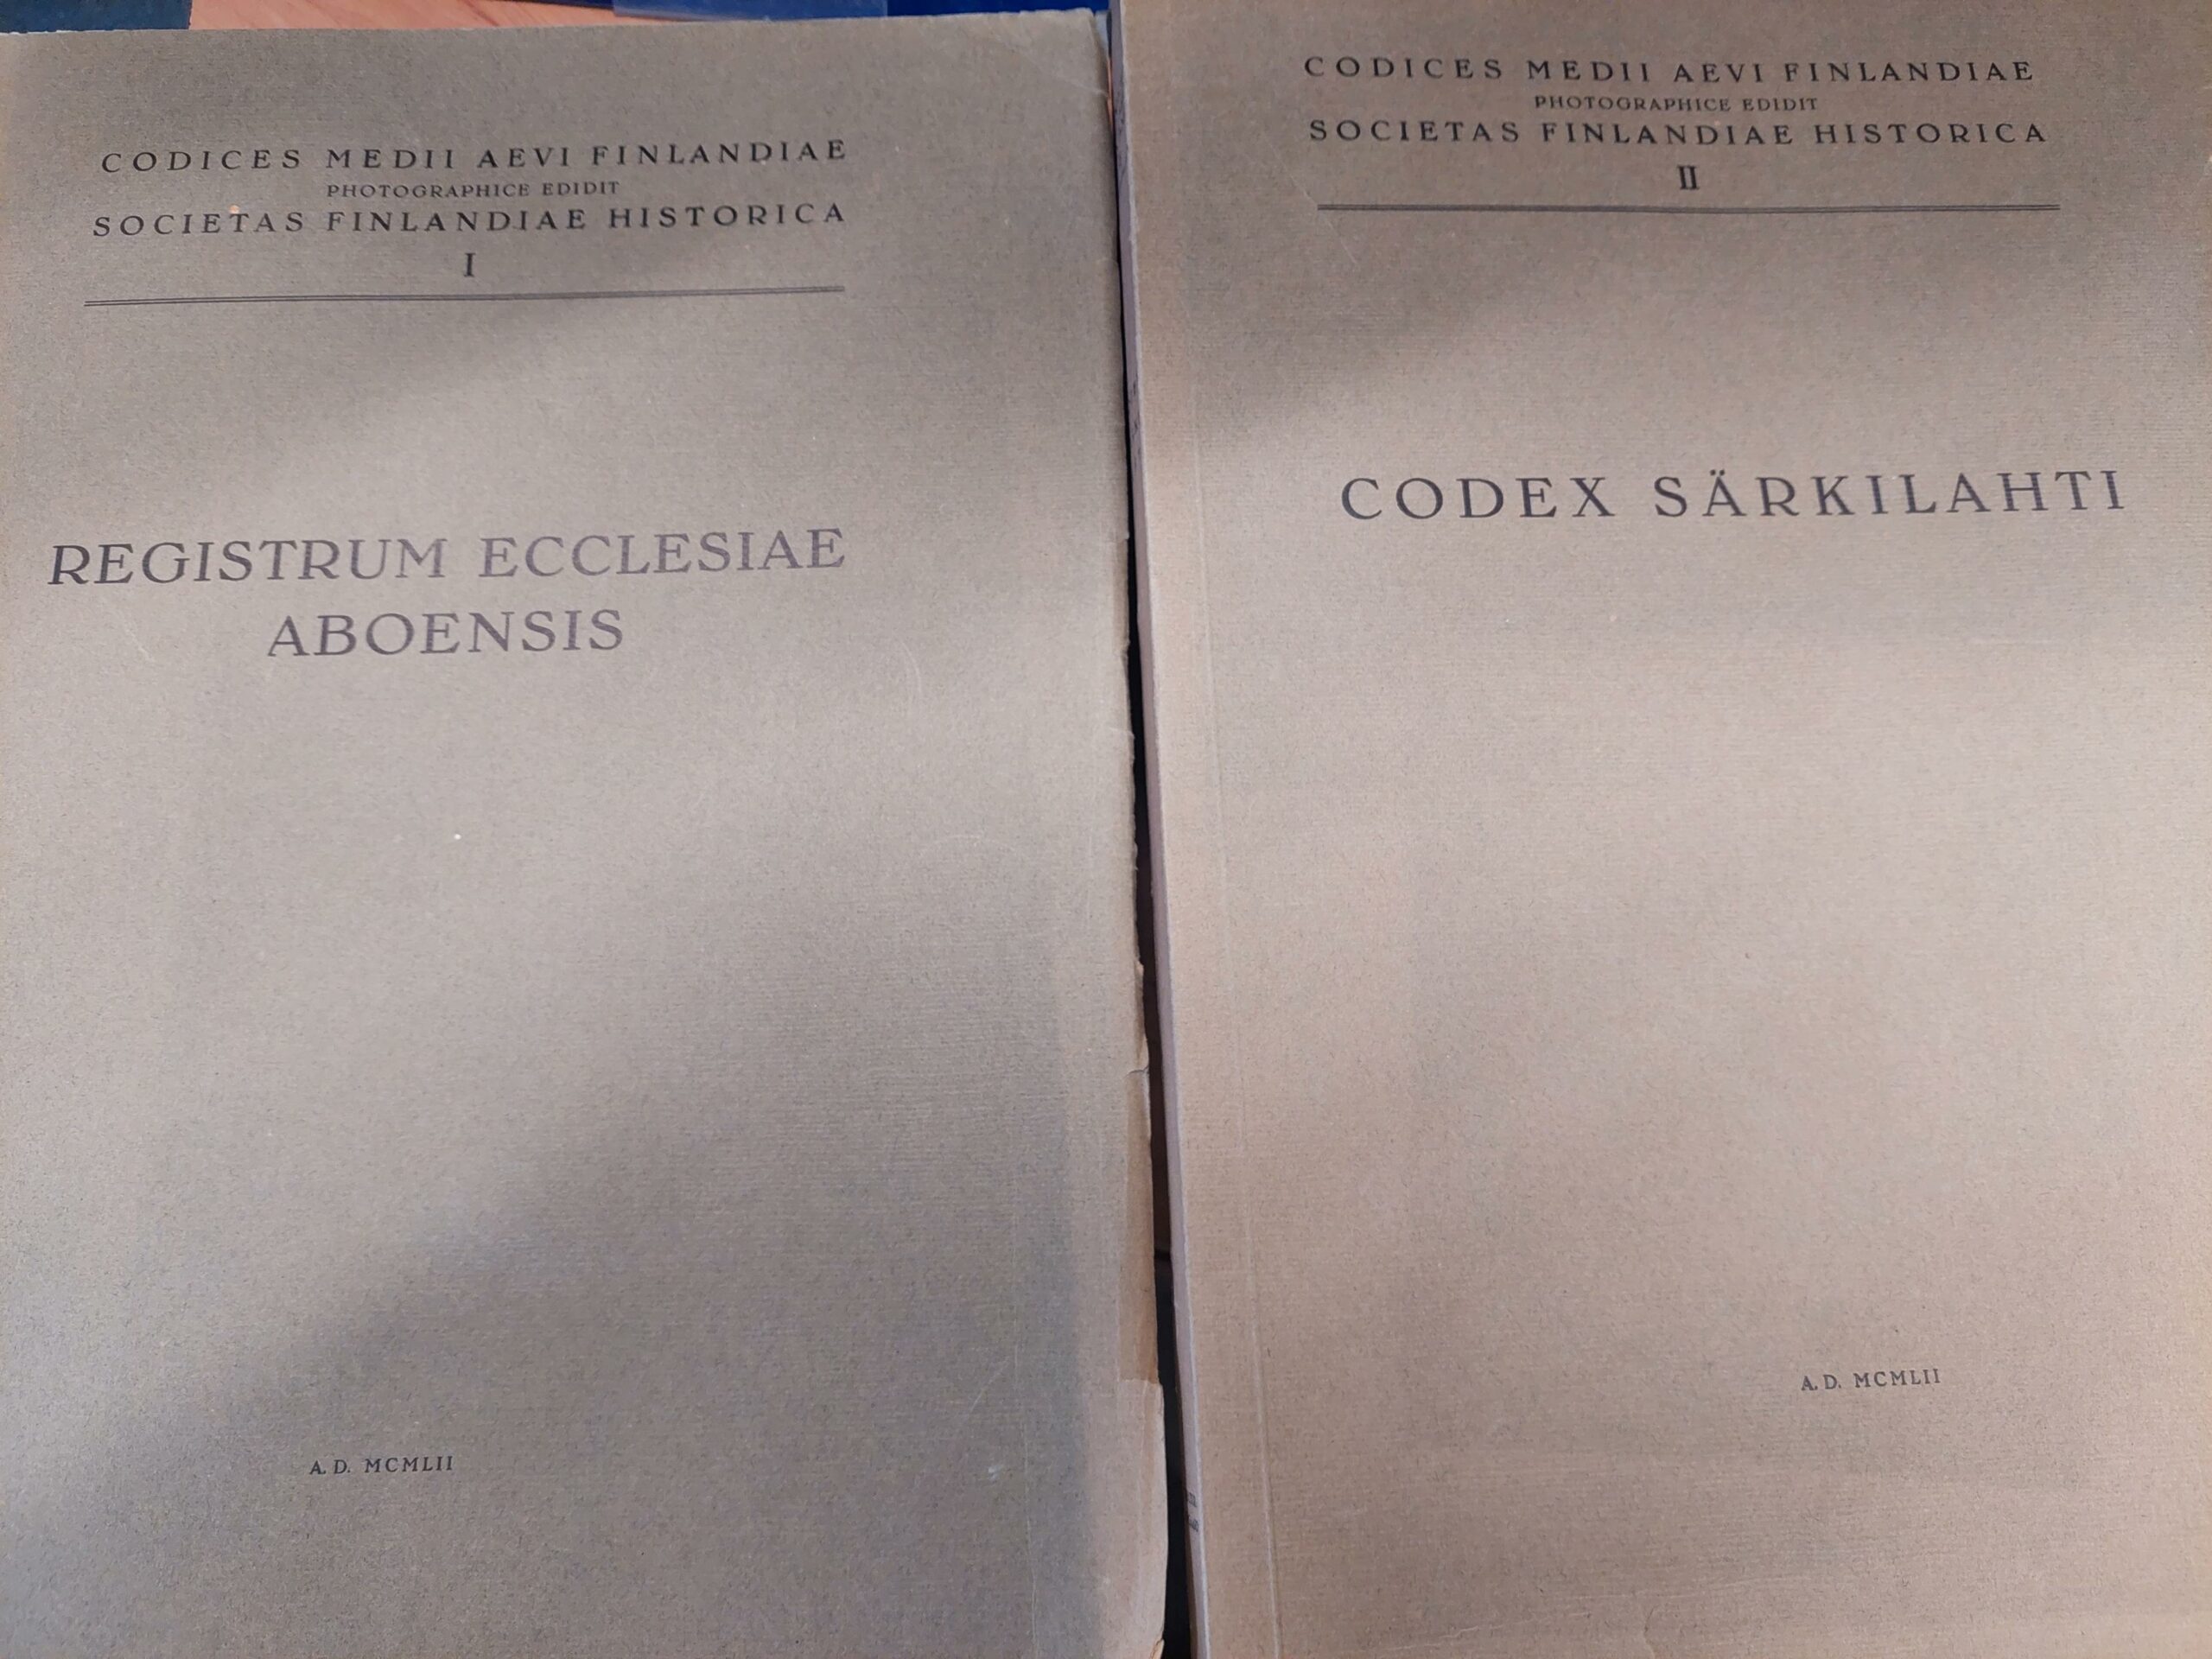 CODICES MEDII AEVI FINLANDIAE
PHOTOGRAPHICE EDIDIT
SOCIETAS FINLANDIAE HISTORICA
I
REGISTRUM ECCLESIAE
ABOENSIS
A. D. MCMLII
CODICES MEDII AEVI FINLANDIAE
PHOTOGRAPHICE EDIDIT
SOCIETAS FINLANDIAE HISTORICA
II
CODEX SÄRKILAHTI
A. D. MCMLII